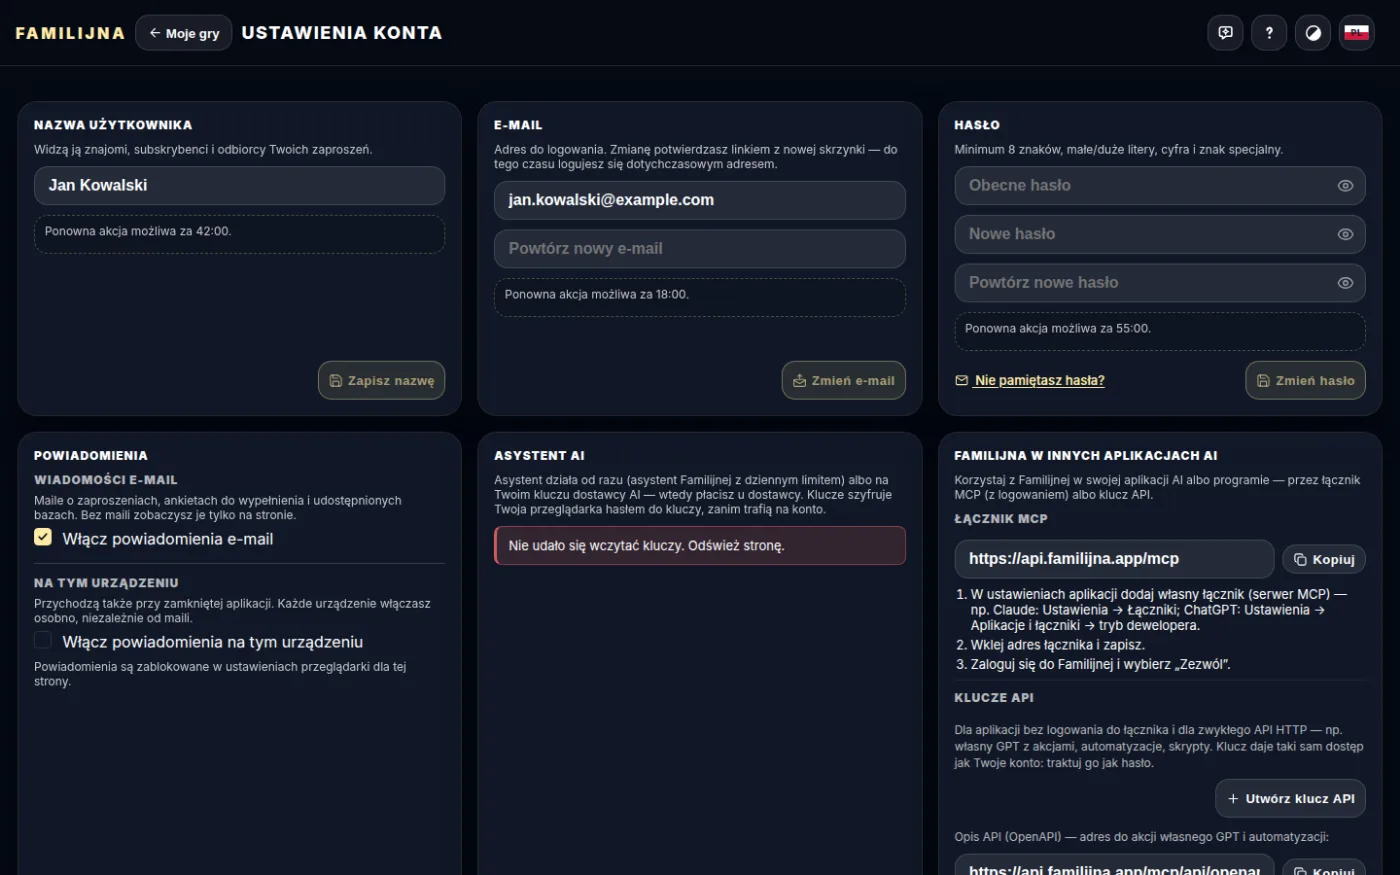 FAMILIJNA
← Moje gry
USTAWIENIA KONTA
?
PL
NAZWA UŻYTKOWNIKA
Widzą ją znajomi, subskrybenci i odbiorcy Twoich zaproszeń.
Jan Kowalski
Ponowna akcja możliwa za 42:00.
Zapisz nazwę
E-MAIL
Adres do logowania. Zmianę potwierdzasz linkiem z nowej skrzynki — do
tego czasu logujesz się dotychczasowym adresem.
jan.kowalski@example.com
Powtórz nowy e-mail
Ponowna akcja możliwa za 18:00.
Zmień e-mail
HASŁO
Minimum 8 znaków, małe/duże litery, cyfra i znak specjalny.
Obecne hasło
Nowe hasło
Powtórz nowe hasło
Ponowna akcja możliwa za 55:00.
Nie pamiętasz hasła?
Zmień hasło
POWIADOMIENIA
WIADOMOŚCI E-MAIL
Maile o zaproszeniach, ankietach do wypełnienia i udostępnionych
bazach. Bez maili zobaczysz je tylko na stronie.
Włącz powiadomienia e-mail
NA TYM URZĄDZENIU
Przychodzą także przy zamkniętej aplikacji. Każde urządzenie włączasz
osobno, niezależnie od maili.
Włącz powiadomienia na tym urządzeniu
Powiadomienia są zablokowane w ustawieniach przeglądarki dla tej
strony.
ASYSTENT AI
Asystent działa od razu (asystent Familijnej z dziennym limitem) albo na
Twoim kluczu dostawcy AI — wtedy płacisz u dostawcy. Klucze szyfruje
Twoja przeglądarka hasłem do kluczy, zanim trafią na konto.
Nie udało się wczytać kluczy. Odśwież stronę.
FAMILIJNA W INNYCH APLIKACJACH AI
Korzystaj z Familijnej w swojej aplikacji AI albo programie — przez łącznik
MCP (z logowaniem) albo klucz API.
ŁĄCZNIK MCP
https://api.familijna.app/mcp
Kopiuj
1. W ustawieniach aplikacji dodaj własny łącznik (serwer MCP) —
np. Claude: Ustawienia → Łączniki; ChatGPT: Ustawienia →
Aplikacje i łączniki → tryb dewelopera.
2. Wklej adres łącznika i zapisz.
3. Zaloguj się do Familijnej i wybierz „Zezwól”.
KLUCZE API
Dla aplikacji bez logowania do łącznika i dla zwykłego API HTTP — np.
własny GPT z akcjami, automatyzacje, skrypty. Klucz daje taki sam dostęp
jak Twoje konto: traktuj go jak hasło.
+ Utwórz klucz API
Opis API (OpenAPI) — adres do akcji własnego GPT i automatyzacji:
https://api.familijna.app/mcp/api/openap
Kopiuj